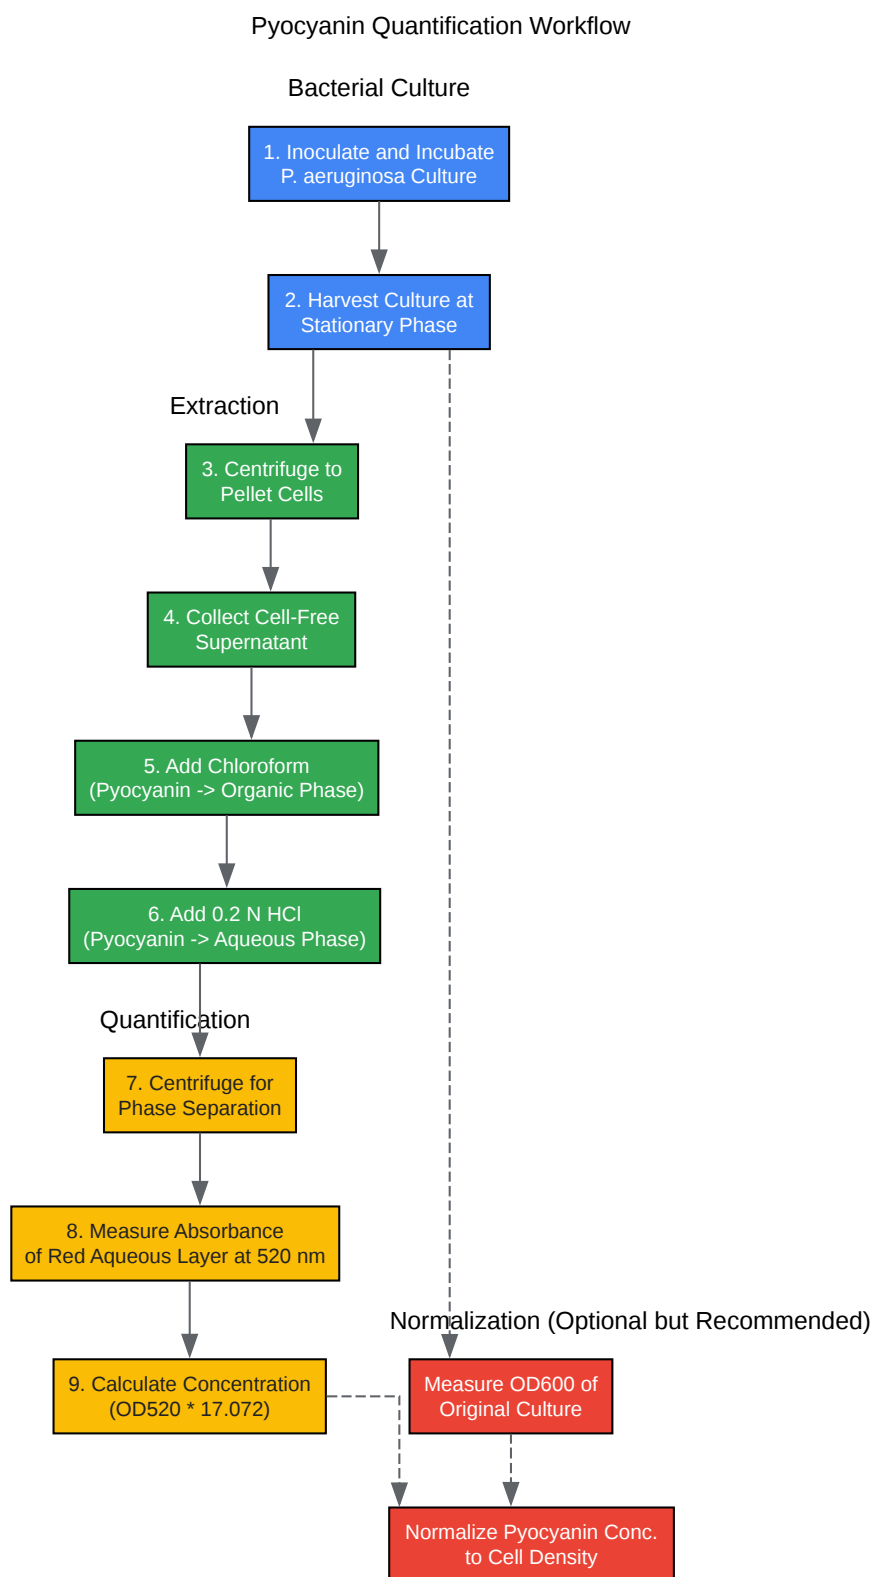 Pyocyanin Quantification Workflow
Bacterial Culture
1. Inoculate and Incubate
P. aeruginosa Culture
2. Harvest Culture at
Stationary Phase
Extraction
3. Centrifuge to
Pellet Cells
4. Collect Cell-Free
Supernatant
5. Add Chloroform
(Pyocyanin -> Organic Phase)
6. Add 0.2 N HCl
(Pyocyanin -> Aqueous Phase)
Quantification
7. Centrifuge for
Phase Separation
8. Measure Absorbance
of Red Aqueous Layer at 520 nm
9. Calculate Concentration
(OD520 * 17.072)
Normalization (Optional but Recommended)
Measure OD600 of
Original Culture
Normalize Pyocyanin Conc.
to Cell Density